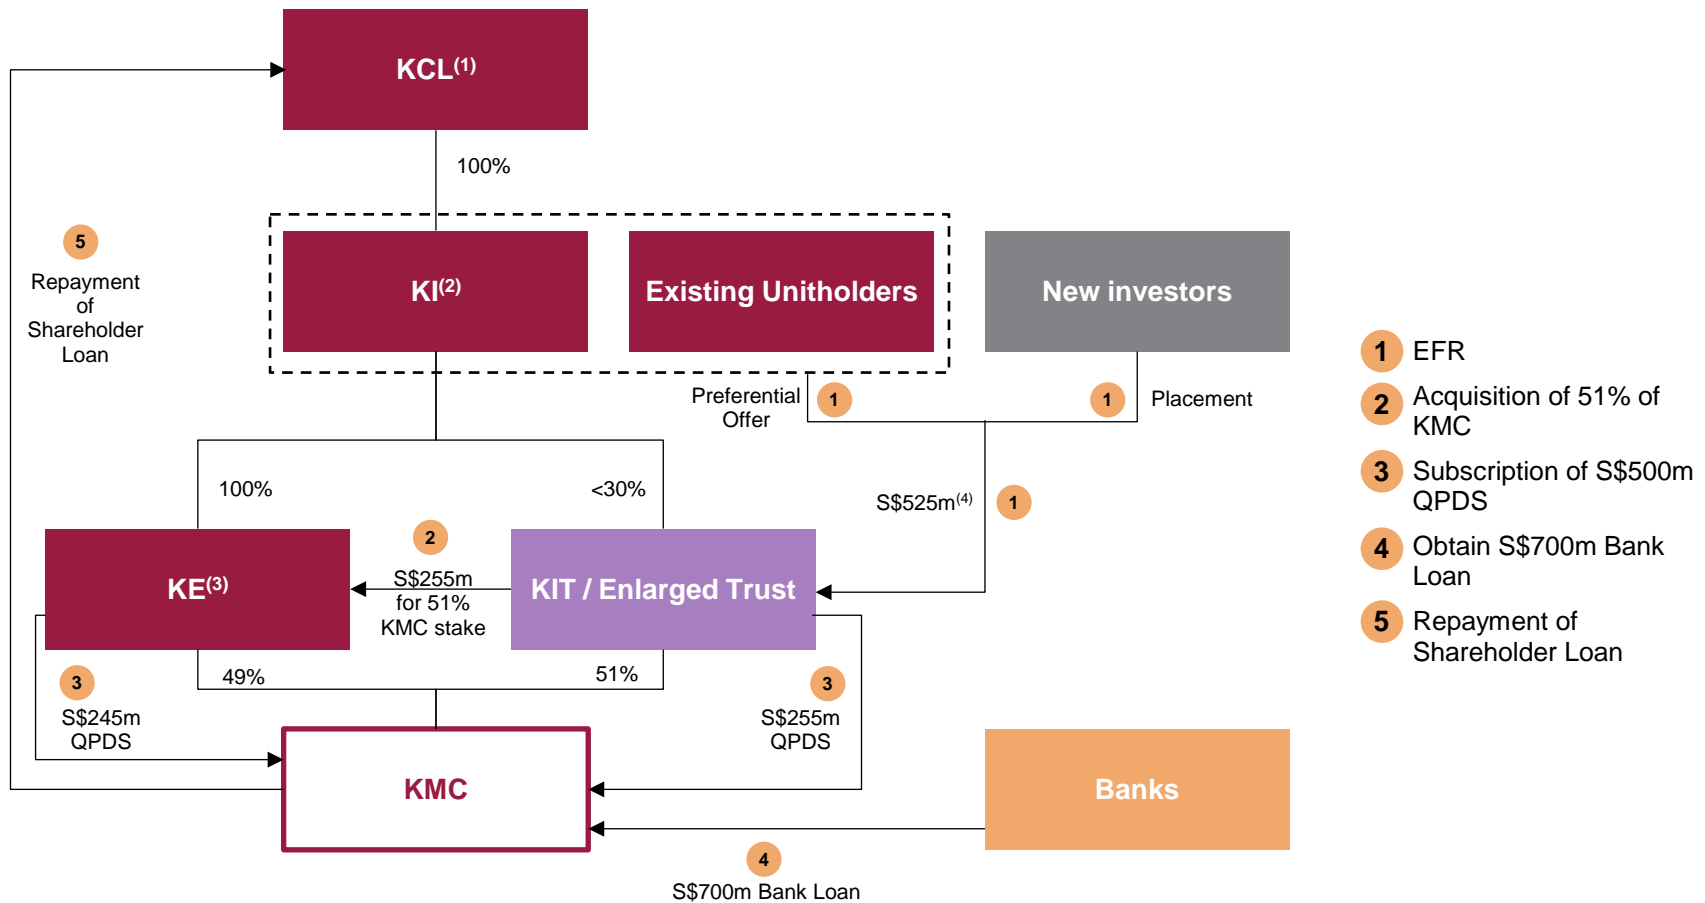 KCL(1)
100%
5
Repayment
of
Shareholder
Loan
KI(2)
Existing Unitholders
New investors
Preferential
Offer
1
1
Placement
100%
<30%
S$525m(4)
1
KE(3)
2
S$255m
for 51%
KMC stake
KIT / Enlarged Trust
49%
51%
3
S$245m
QPDS
3
S$255m
QPDS
KMC
Banks
4
S$700m Bank Loan
1 EFR
2 Acquisition of 51% of
KMC
3 Subscription of S$500m
QPDS
4 Obtain S$700m Bank
Loan
5 Repayment of
Shareholder Loan